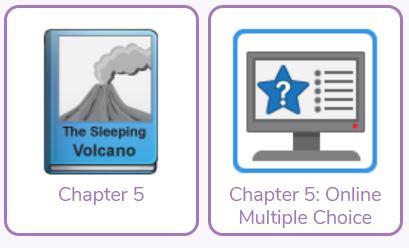 The Sleeping
Volcano
Chapter 5
?
Chapter 5: Online
Multiple Choice